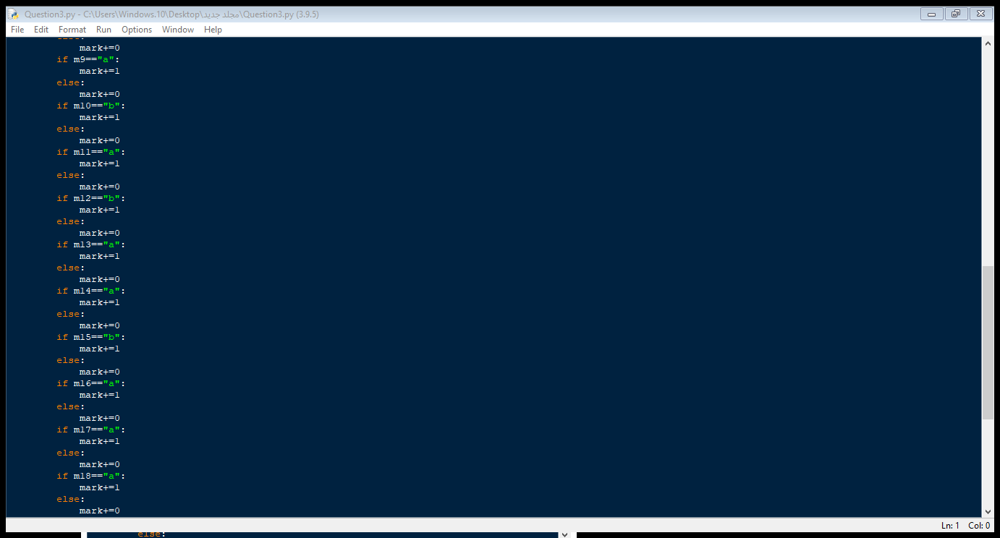 Question3.py - C:\Users\Windows.10\Desktop\مجلد جديد\Question3.py (3.9.5)
File Edit Format Run Options Window Help
else:
mark+=0
if m9=="a":
mark+=1
else:
mark+=0
if m10=="b":
mark+=1
else:
mark+=0
if m11=="a":
mark+=1
else:
mark+=0
if m12=="b":
mark+=1
else:
mark+=0
if m13=="a":
mark+=1
else:
mark+=0
if m14=="a":
mark+=1
else:
mark+=0
if m15=="b":
mark+=1
else:
mark+=0
if m16=="a":
mark+=1
else:
mark+=0
if m17=="a":
mark+=1
else:
mark+=0
if m18=="a":
mark+=1
else:
mark+=0
Ln: 1 Col: 0
else: